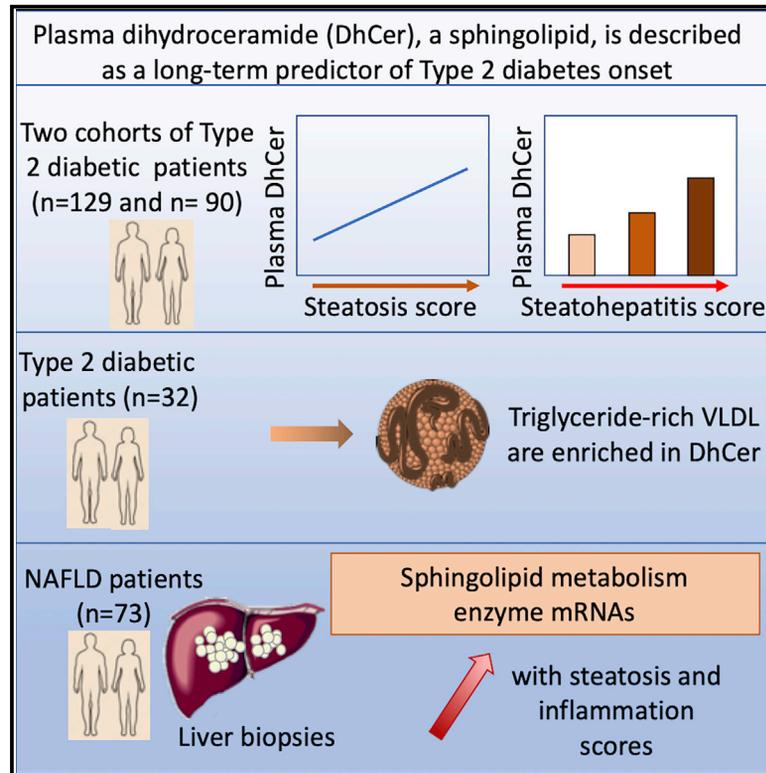 Plasma dihydroceramide (DhCer), a sphingolipid, is described
as a long-term predictor of Type 2 diabetes onset
Two cohorts of Type
2 diabetic patients
(n=129 and n= 90)
Plasma DhCer
Steatosis score
Plasma DhCer
Steatohepatitis score
Type 2 diabetic
patients (n=32)
Triglyceride-rich VLDL
are enriched in DhCer
NAFLD patients
(n=73)
Liver biopsies
Sphingolipid metabolism
enzyme mRNAs
with steatosis and
inflammation
scores